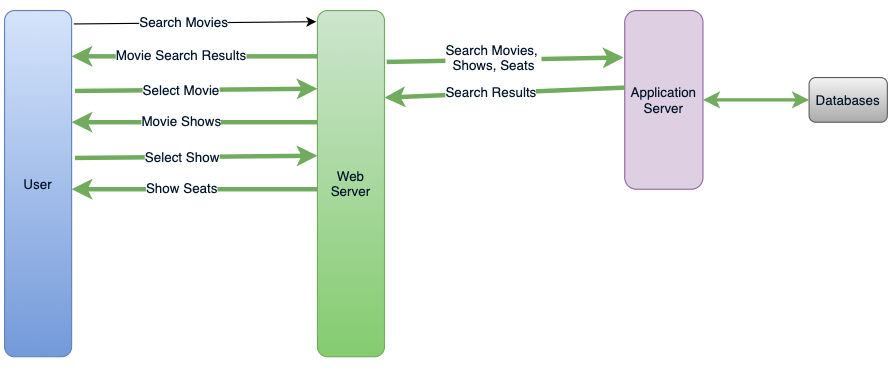 Search Movies
Movie Search Results
Select Movie
Movie Shows
Select Show
Show Seats
User
Web
Server
Search Movies,
Shows, Seats
Search Results
Application
Server
Databases